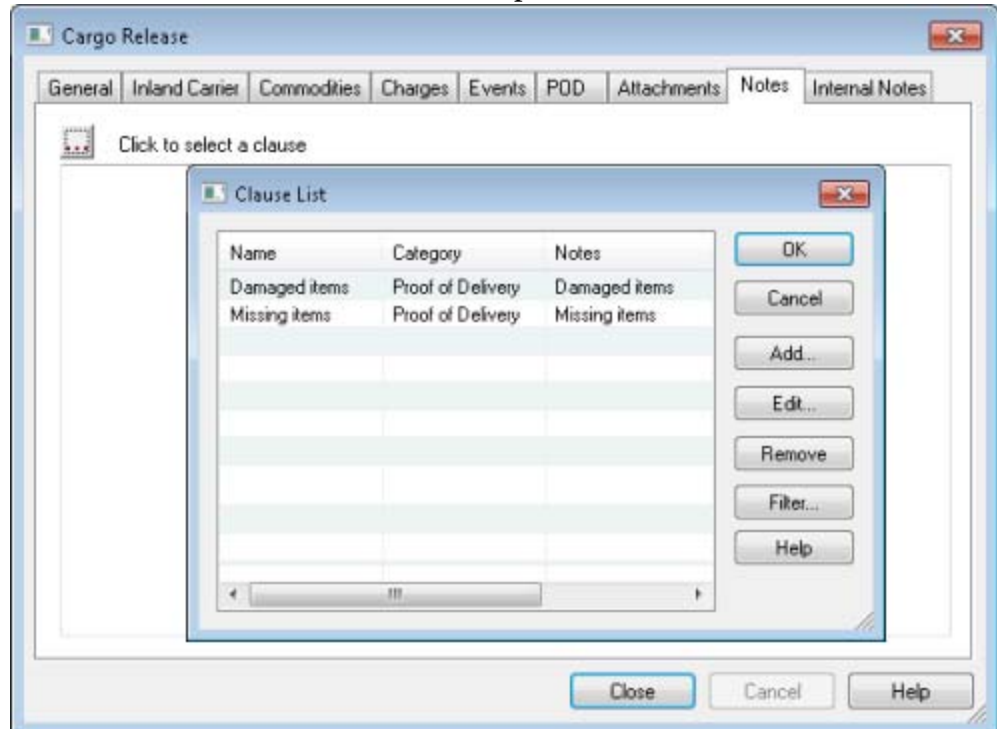 Cargo Release
General Inland Carrier Commodities Charges Events POD Attachments Notes Internal Notes
... Click to select a clause
Clause List
Name Category Notes
Damaged items Proof of Delivery Damaged items
Missing items Proof of Delivery Missing items
OK
Cancel
Add...
Edit...
Remove
Filter...
Help
Close Cancel Help